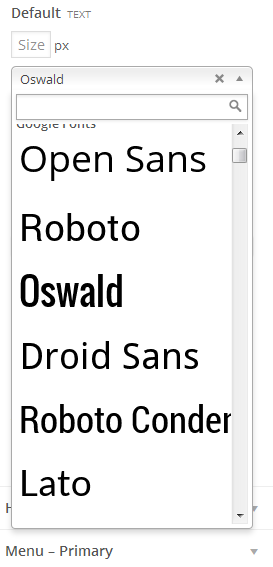 Default TEXT
Size px
Oswald
Google Fonts
Open Sans
Roboto
Oswald
Droid Sans
Roboto Conder
Lato
H
Menu – Primary